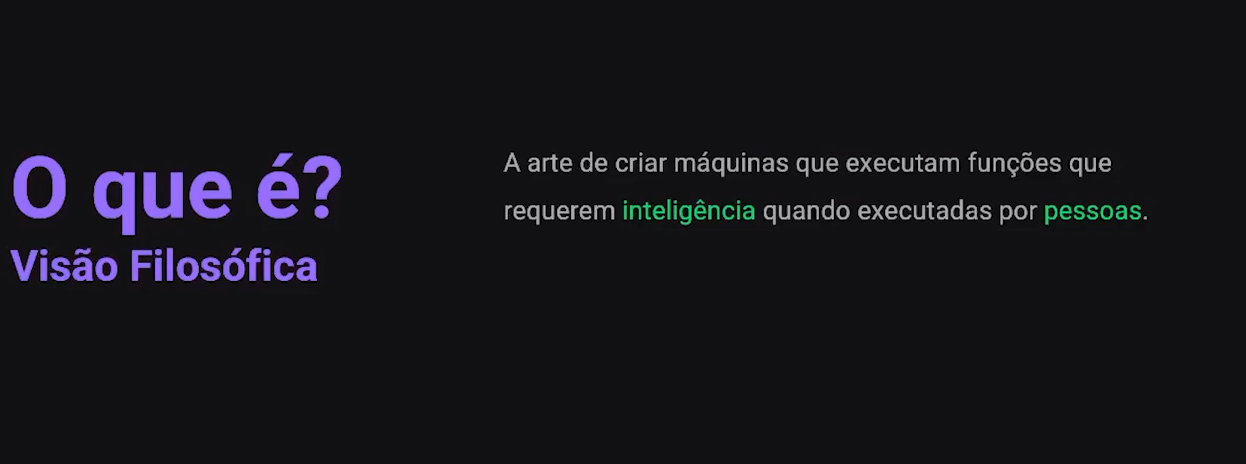 O que é?
Visão Filosófica
A arte de criar máquinas que executam funções que
requerem inteligência quando executadas por pessoas.